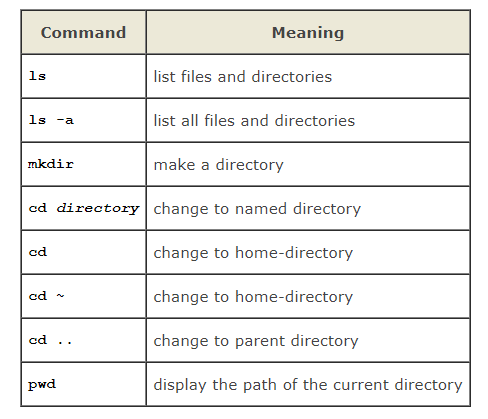 Command Meaning
ls list files and directories
ls -a list all files and directories
mkdir make a directory
cd directory change to named directory
cd change to home-directory
cd ~ change to home-directory
cd .. change to parent directory
pwd display the path of the current directory